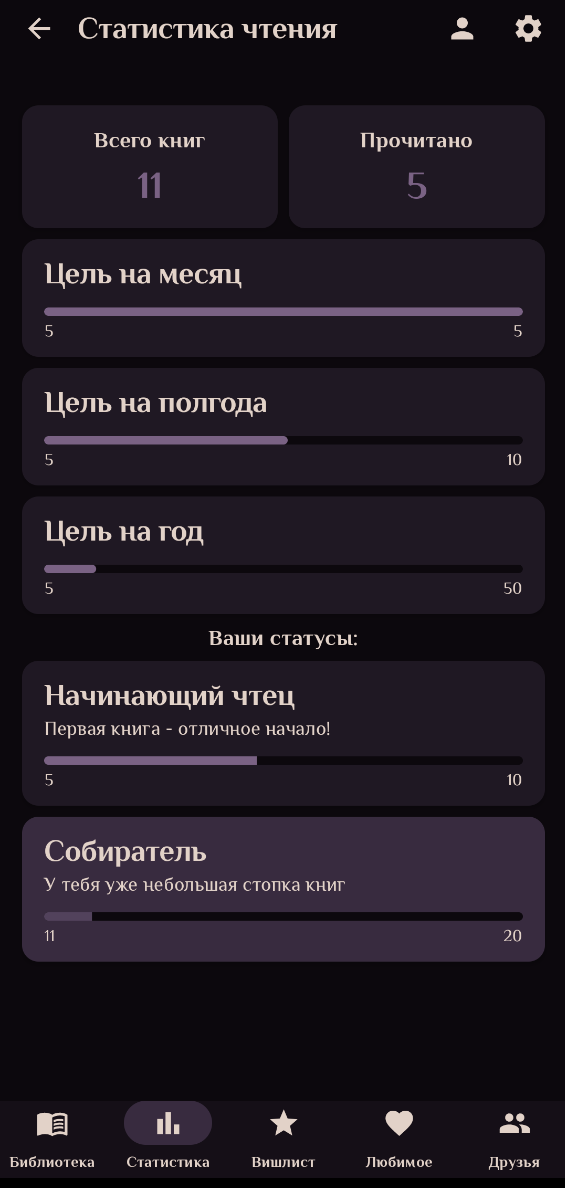 Статистика чтения
Всего книг
Прочитано
11
5
Цель на месяц
5
5
Цель на полгода
5
10
Цель на год
5
50
Ваши статусы:
Начинающий чтец
Первая книга - отличное начало!
5
10
Собиратель
У тебя уже небольшая стопка книг
11
20
Библиотека
Статистика
Вишлист
Любимое
Друзья